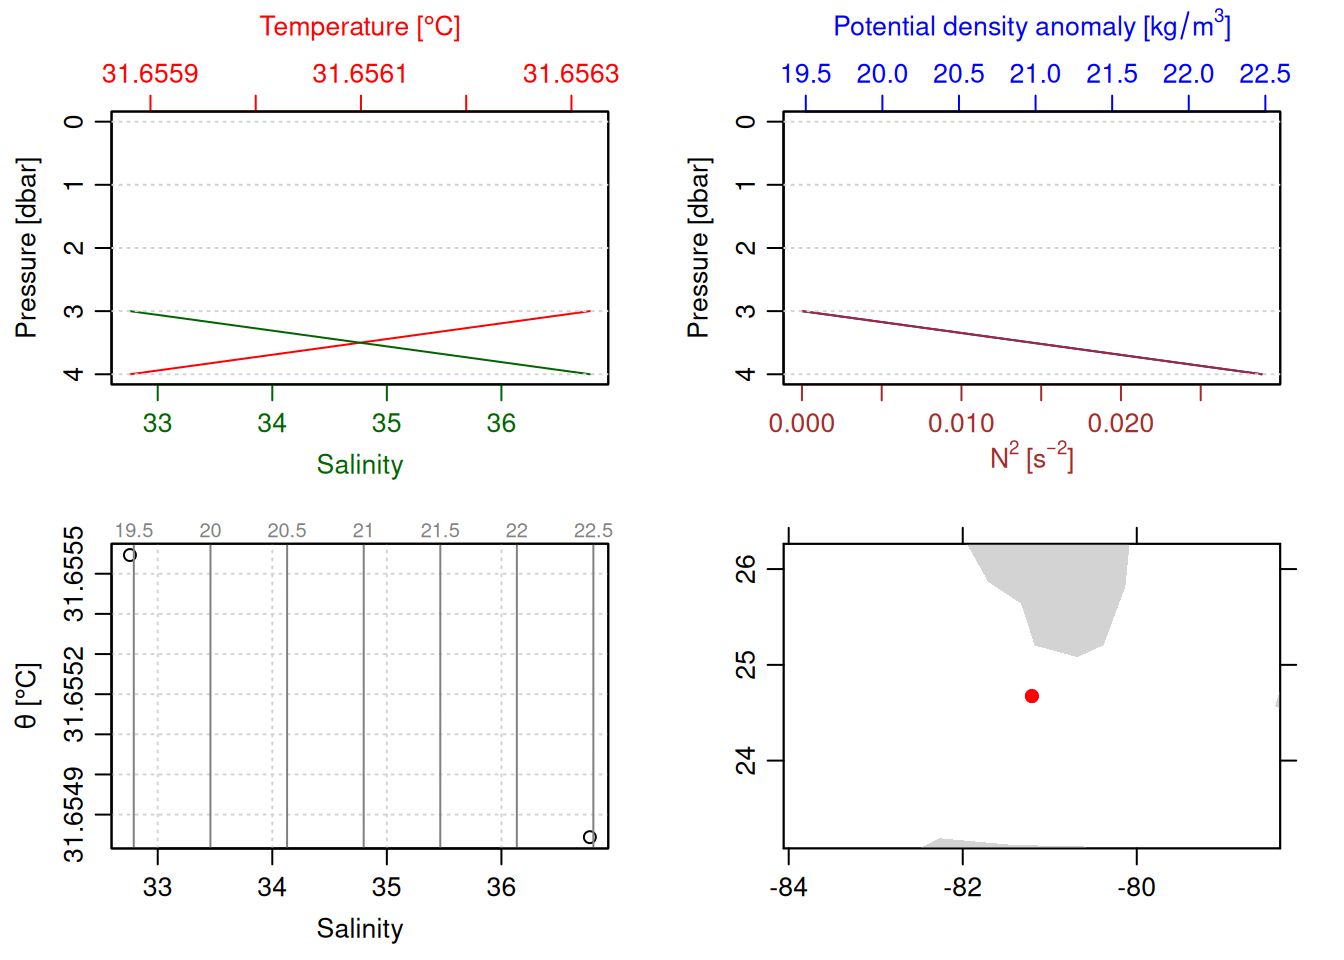 Temperature [°C]
31.6559 31.6561 31.6563
0
1
2
3
4
Pressure [dbar]
33 34 35 36
Salinity
Potential density anomaly [kg/m³]
19.5 20.0 20.5 21.0 21.5 22.0 22.5
0
1
2
3
4
Pressure [dbar]
0.000 0.010 0.020
N² [s⁻²]
19.5 20 20.5 21 21.5 22 22.5
31.6555
31.6552
31.6549
θ [°C]
33 34 35 36
Salinity
26
25
24
-84 -82 -80